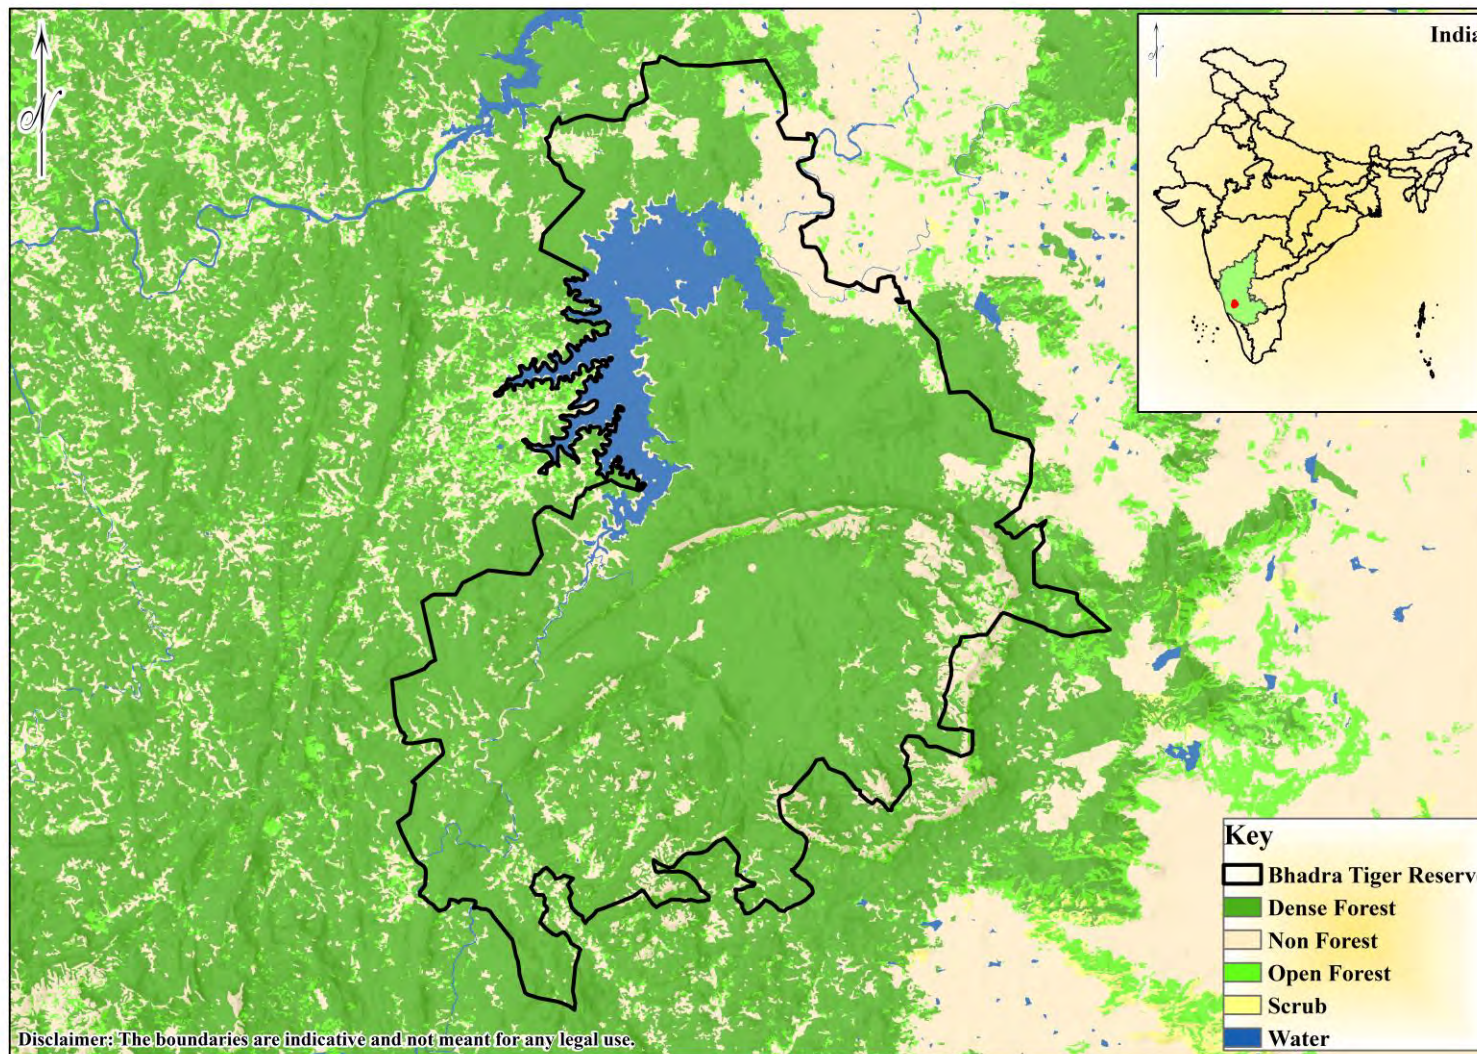 India
Key
Bhadra Tiger Reserv
Dense Forest
Non Forest
Open Forest
Scrub
Water
Disclaimer: The boundaries are indicative and not meant for any legal use.